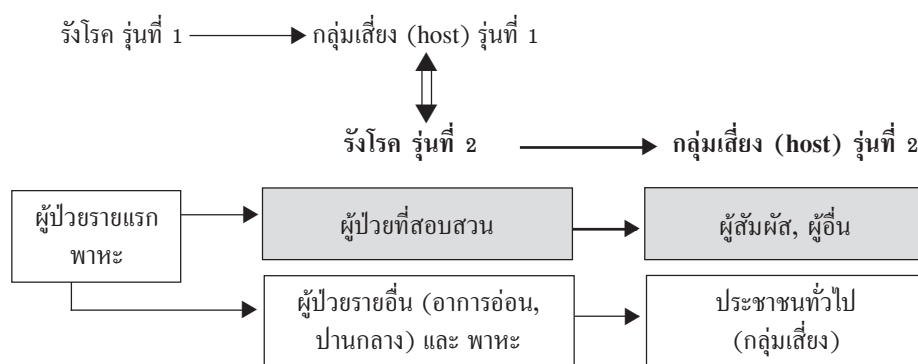 รังโรค รุ่นที่ 1 กลุ่มเสี่ยง (host) รุ่นที่ 1
รังโรค รุ่นที่ 2 กลุ่มเสี่ยง (host) รุ่นที่ 2
ผู้ป่วยรายแรก
พาหะ
ผู้ป่วยที่สอบสวน
ผู้สัมผัส, ผู้อื่น
ผู้ป่วยรายอื่น (อาการอ่อน,
ปานกลาง) และ พาหะ
ประชาชนทั่วไป
(กลุ่มเสี่ยง)